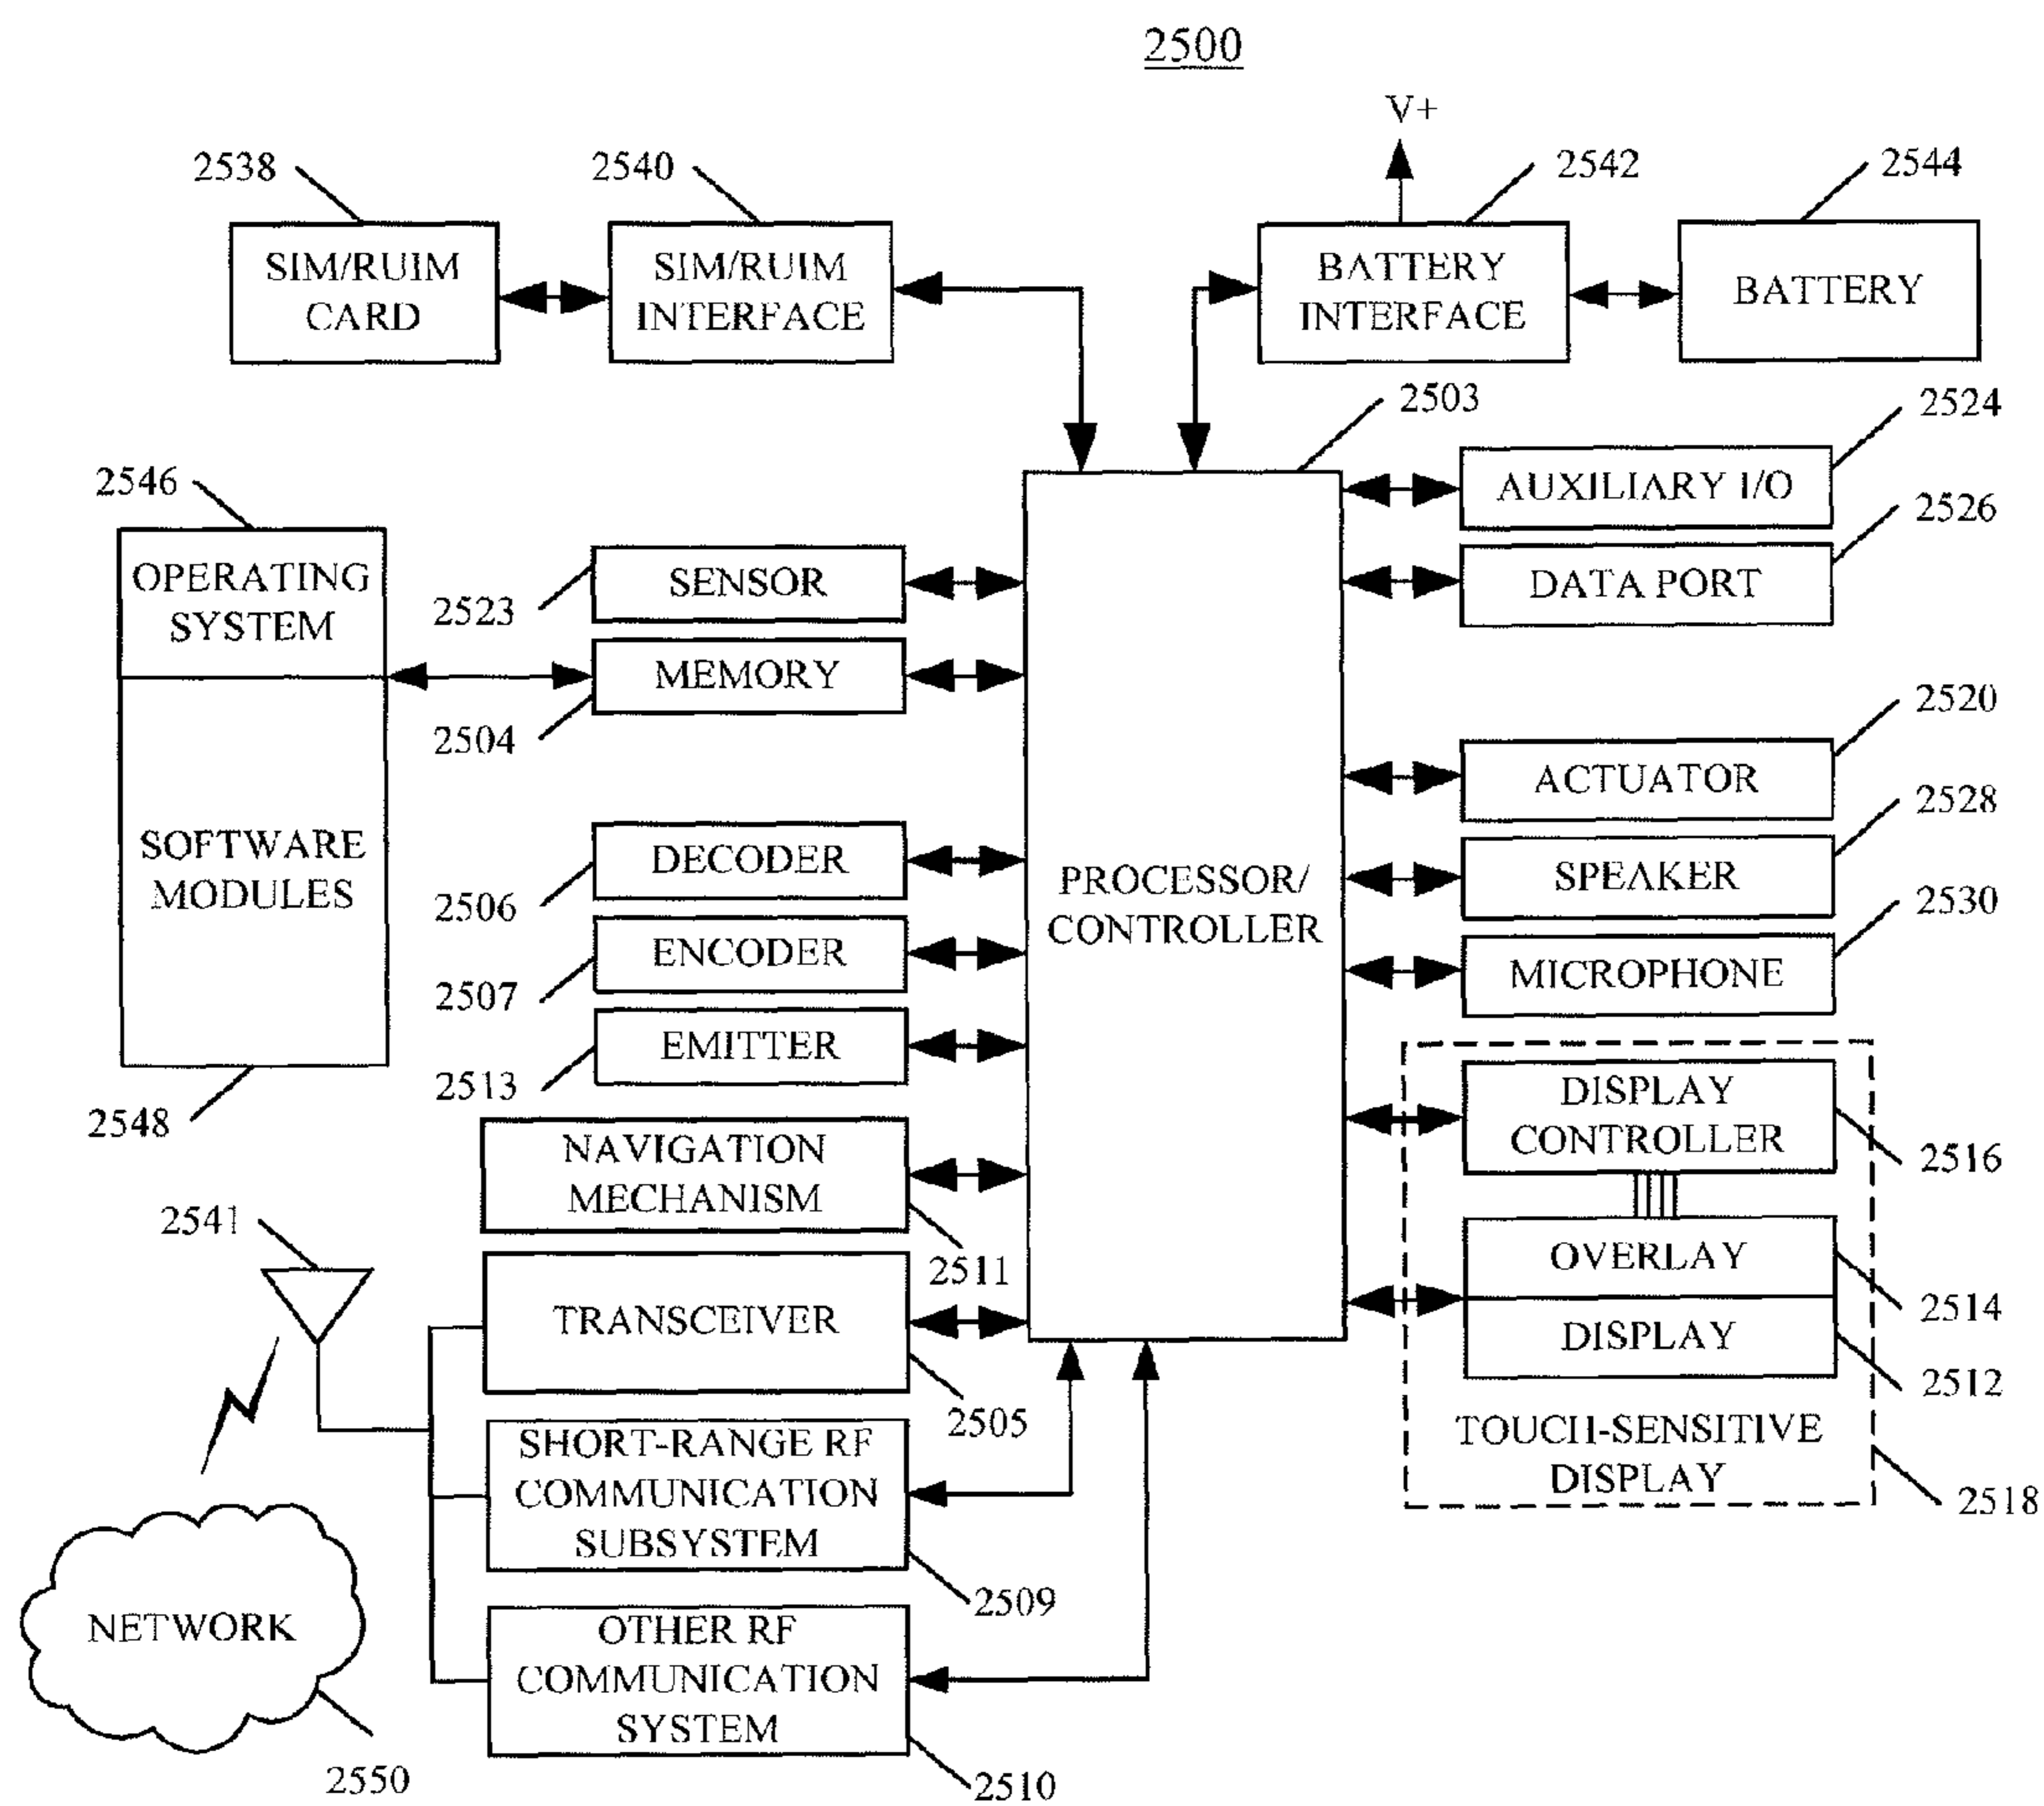 2500
V+
2538
2540
2542
2544
SIM/RUIM
CARD
SIM/RUIM
INTERFACE
BATTERY
INTERFACE
BATTERY
2503
2524
AUXILIARY I/O
2526
DATA PORT
2546
OPERATING
SYSTEM
SENSOR
2523
MEMORY
2504
2520
ACTUATOR
2528
SPEAKER
2530
MICROPHONE
SOFTWARE
MODULES
2548
DECODER
2506
ENCODER
2507
EMITTER
2513
PROCESSOR/
CONTROLLER
DISPLAY
CONTROLLER
2516
NAVIGATION
MECHANISM
2511
2541
OVERLAY
2514
DISPLAY
2512
TOUCH-SENSITIVE
DISPLAY
2518
TRANSCEIVER
2505
SHORT-RANGE RF
COMMUNICATION
SUBSYSTEM
2509
NETWORK
2550
OTHER RF
COMMUNICATION
SYSTEM
2510